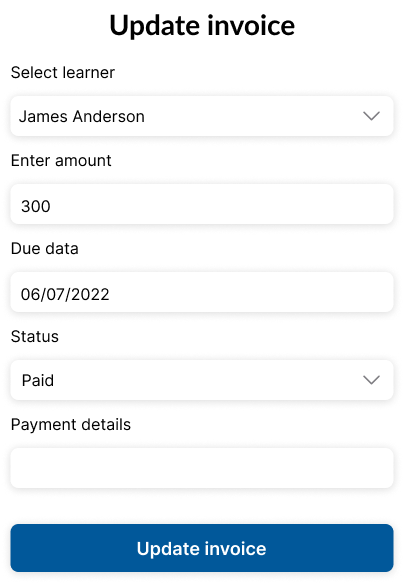 Update invoice
Select learner
James Anderson
Enter amount
300
Due data
06/07/2022
Status
Paid
Payment details
Update invoice